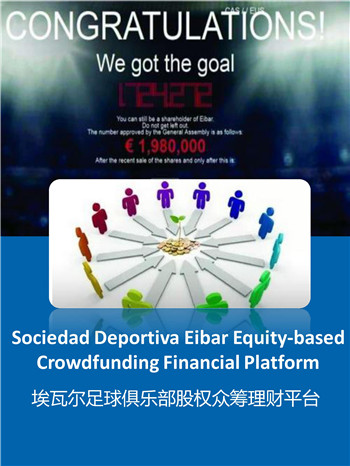 CAS // EUS
CONGRATULATIONS!
We got the goal
You can still be a shareholder of Eibar.
Do not get left out.
The number approved by the General Assembly is as follows:
€ 1,980,000
After the recent sale of the shares and only after this is:
Sociedad Deportiva Eibar Equity-based
Crowdfunding Financial Platform
埃瓦尔足球俱乐部股权众筹理财平台